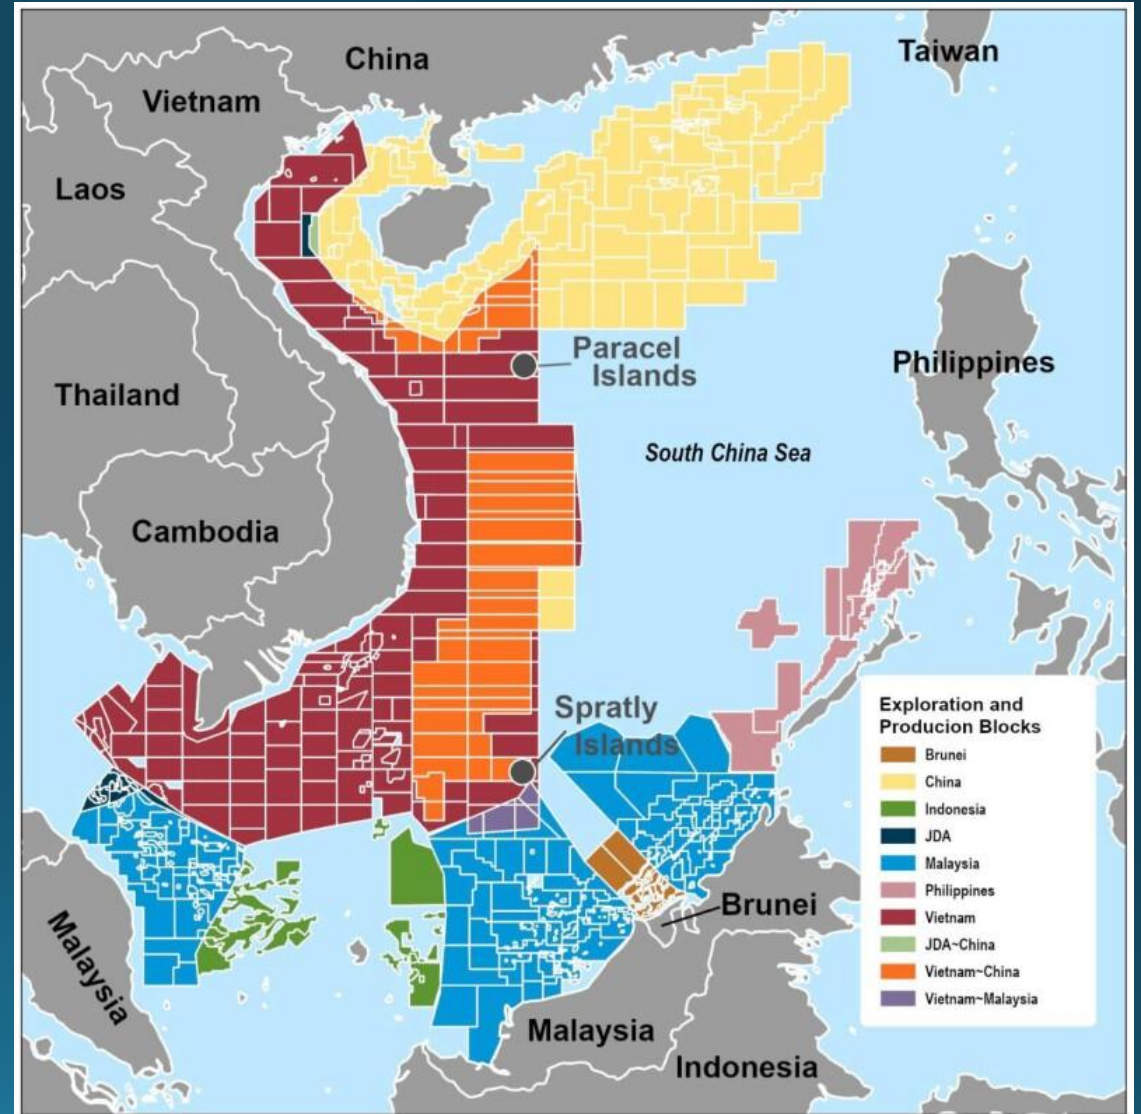 China
Taiwan
Vietnam
Laos
Paracel
Islands
Philippines
Thailand
South China Sea
Cambodia
Spratly
Islands
Exploration and
Producion Blocks
Brunei
China
Indonesia
JDA
Malaysia
Philippines
Vietnam
JDA~China
Vietnam~China
Vietnam~Malaysia
Brunei
Malaysia
Malaysia
Indonesia